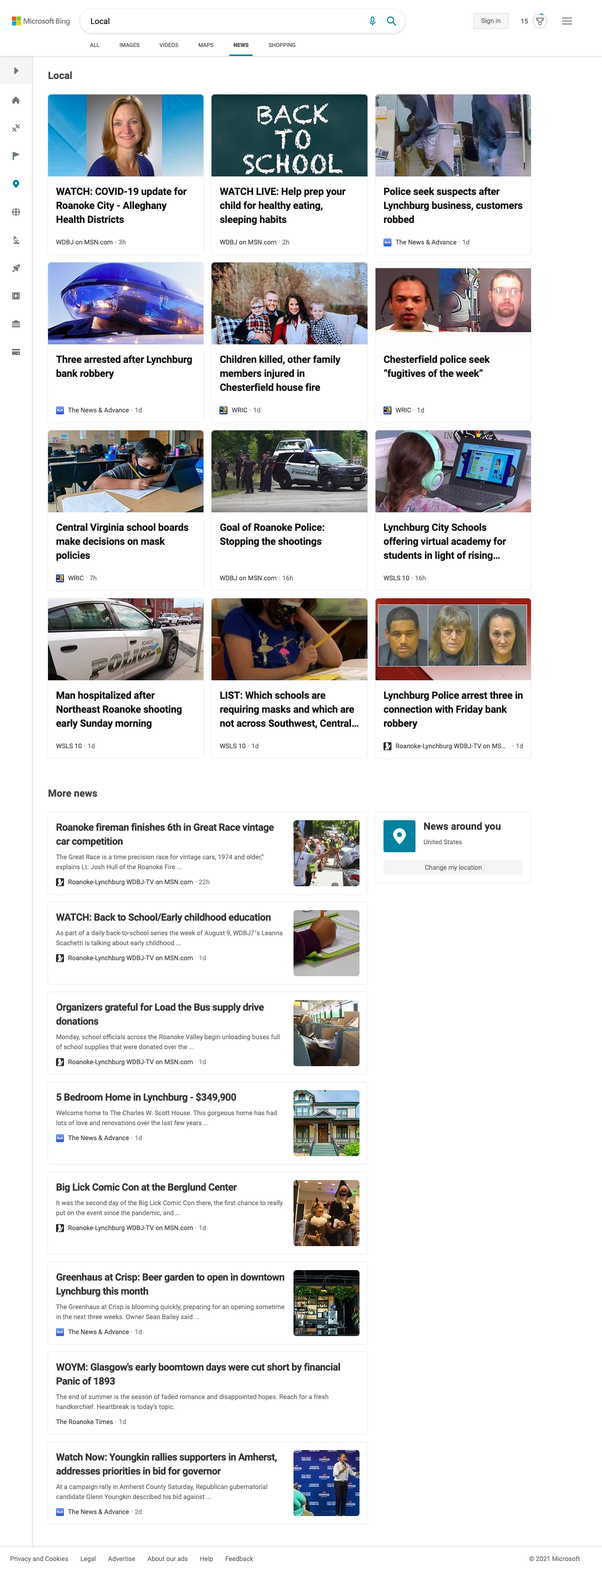 Microsoft Bing
Local
Sign in
15
ALL IMAGES VIDEOS MAPS NEWS SHOPPING
Local
WATCH: COVID-19 update for
Roanoke City - Alleghany
Health Districts
WDBJ on MSN.com · 3h
BACK
TO
SCHOOL
WATCH LIVE: Help prep your
child for healthy eating,
sleeping habits
WDBJ on MSN.com · 2h
Police seek suspects after
Lynchburg business, customers
robbed
The News & Advance · 1d
Three arrested after Lynchburg
bank robbery
The News & Advance · 1d
Children killed, other family
members injured in
Chesterfield house fire
WRIC · 1d
Chesterfield police seek
“fugitives of the week”
WRIC · 1d
Central Virginia school boards
make decisions on mask
policies
WRIC · 7h
Goal of Roanoke Police:
Stopping the shootings
WDBJ on MSN.com · 16h
Lynchburg City Schools
offering virtual academy for
students in light of rising...
WSLS 10 · 16h
POLICE
Man hospitalized after
Northeast Roanoke shooting
early Sunday morning
WSLS 10 · 1d
LIST: Which schools are
requiring masks and which are
not across Southwest, Central...
WSLS 10 · 1d
Lynchburg Police arrest three in
connection with Friday bank
robbery
Roanoke-Lynchburg WDBJ-TV on MS... · 1d
More news
Roanoke fireman finishes 6th in Great Race vintage
car competition
The Great Race is a time precision race for vintage cars, 1974 and older,”
explains Lt. Josh Hull of the Roanoke Fire ...
Roanoke-Lynchburg WDBJ-TV on MSN.com · 22h
News around you
United States
Change my location
WATCH: Back to School/Early childhood education
As part of a daily back-to-school series the week of August 9, WDBJ7's Leanna
Scachetti is talking about early childhood ...
Roanoke-Lynchburg WDBJ-TV on MSN.com · 1d
Organizers grateful for Load the Bus supply drive
donations
Monday, school officials across the Roanoke Valley begin unloading buses full
of school supplies that were donated over the ...
Roanoke-Lynchburg WDBJ-TV on MSN.com · 1d
5 Bedroom Home in Lynchburg - $349,900
Welcome home to The Charles W. Scott House. This gorgeous home has had
lots of love and renovations over the last few years ...
The News & Advance · 1d
Big Lick Comic Con at the Berglund Center
It was the second day of the Big Lick Comic Con there, the first chance to really
put on the event since the pandemic, and ...
Roanoke-Lynchburg WDBJ-TV on MSN.com · 1d
Greenhaus at Crisp: Beer garden to open in downtown
Lynchburg this month
The Greenhaus at Crisp is blooming quickly, preparing for an opening sometime
in the next three weeks. Owner Sean Bailey said ...
The News & Advance · 1d
WOYM: Glasgow's early boomtown days were cut short by financial
Panic of 1893
The end of summer is the season of faded romance and disappointed hopes. Reach for a fresh
handkerchief. Heartbreak is today's topic.
The Roanoke Times · 1d
Watch Now: Youngkin rallies supporters in Amherst,
addresses priorities in bid for governor
At a campaign rally in Amherst County Saturday, Republican gubernatorial
candidate Glenn Youngkin described his bid against ...
The News & Advance · 2d
Privacy and Cookies Legal Advertise About our ads Help Feedback
© 2021 Microsoft